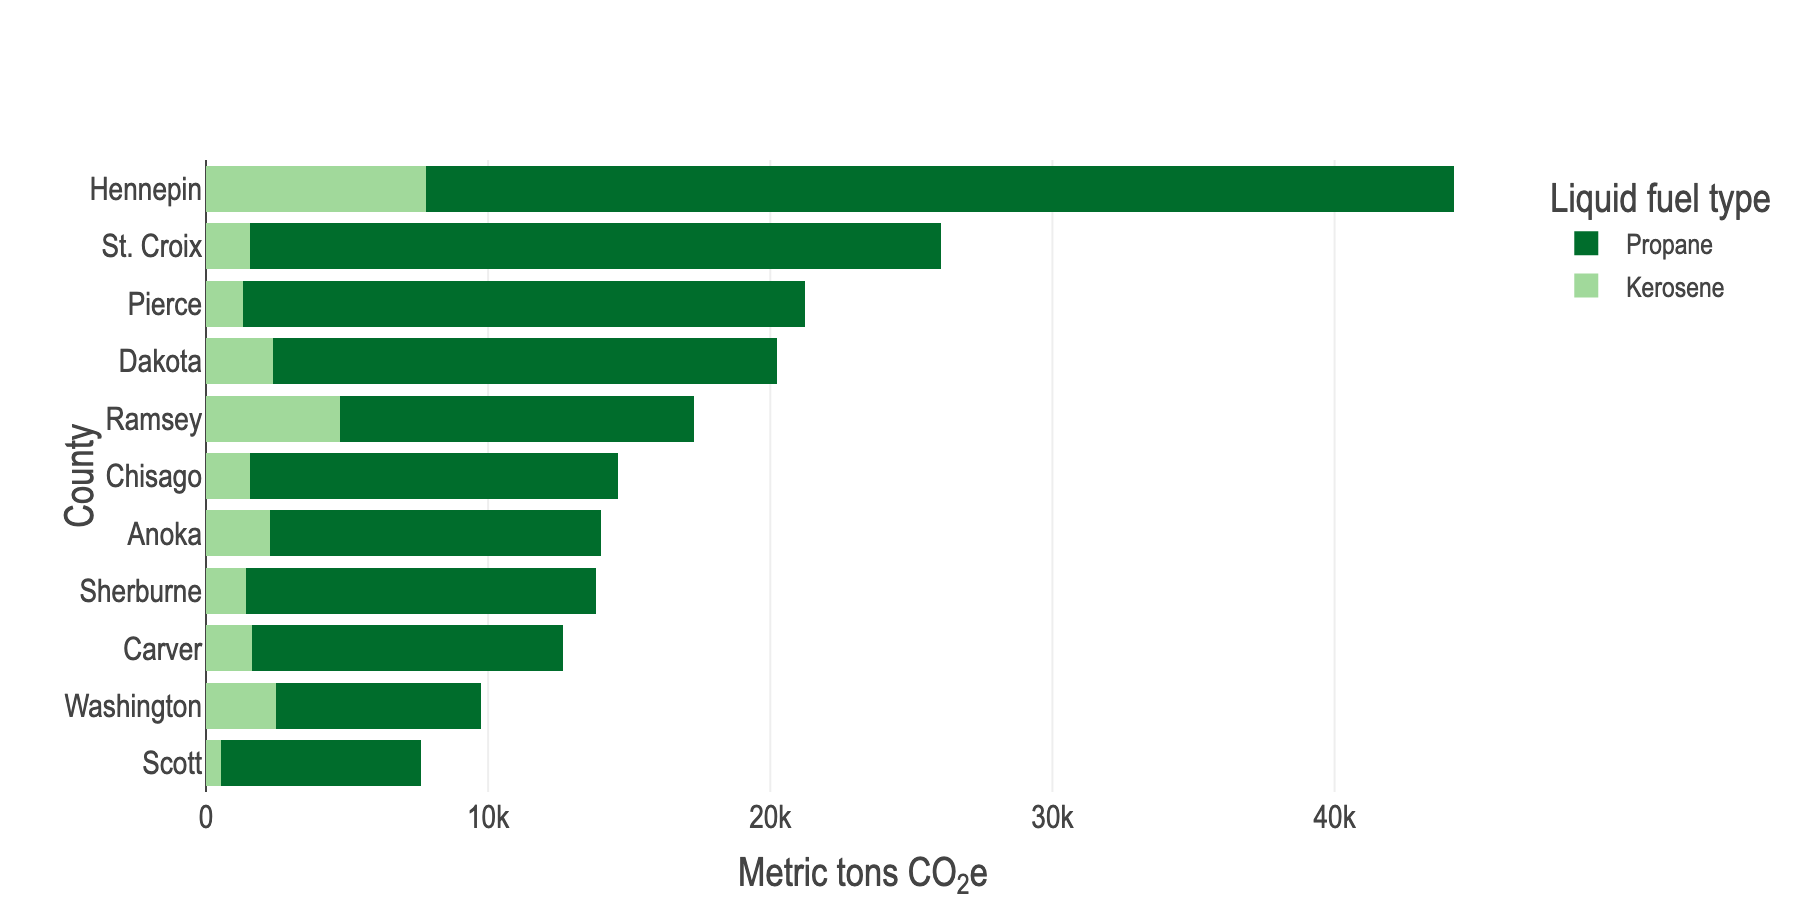 Hennepin
St. Croix
Pierce
Dakota
Ramsey
Chisago
Anoka
Sherburne
Carver
Washington
Scott
County
0 10k 20k 30k 40k
Metric tons CO₂e
Liquid fuel type
Propane
Kerosene